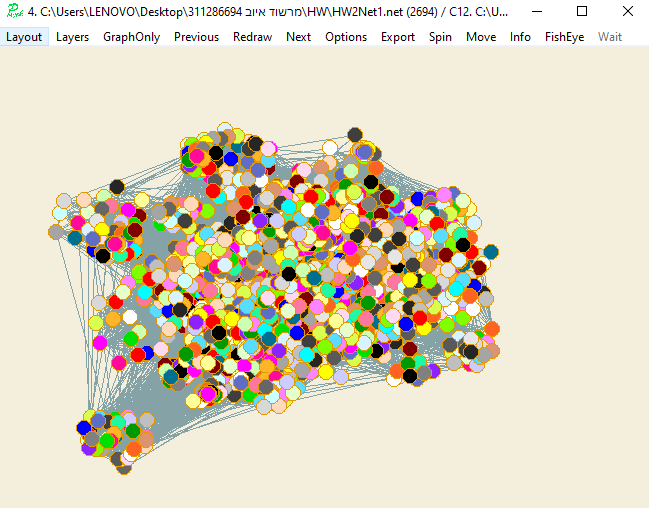 4. C:\Users\LENOVO\Desktop\311286694 מרשוד איוב\HW\HW2Net1.net (2694) / C12. C:\U...
Layout Layers GraphOnly Previous Redraw Next Options Export Spin Move Info FishEye Wait